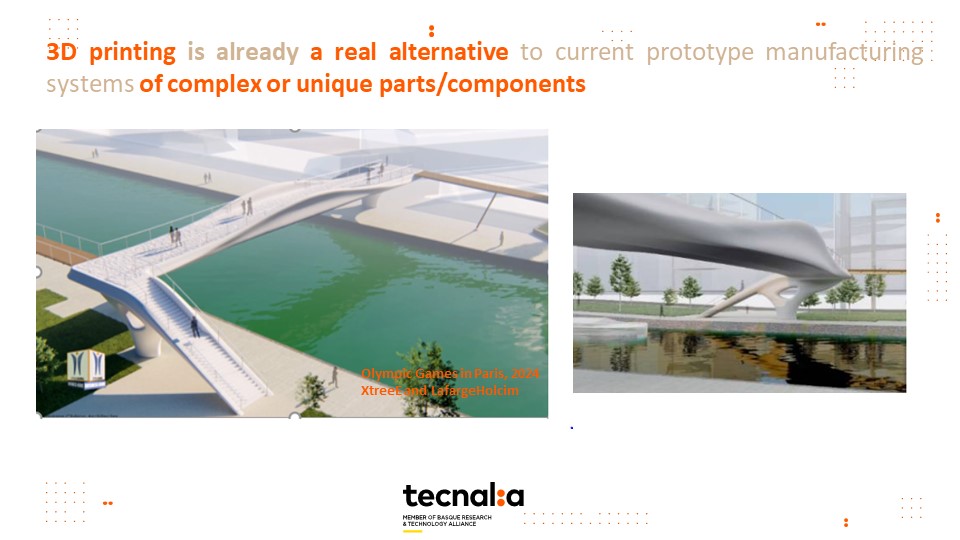 3D printing is already a real alternative to current prototype manufacturing
systems of complex or unique parts/components
Olympic Games in Paris, 2024
XtreeE and LafargeHolcim
tecnal:a
MEMBER OF BASQUE RESEARCH
& TECHNOLOGY ALLIANCE